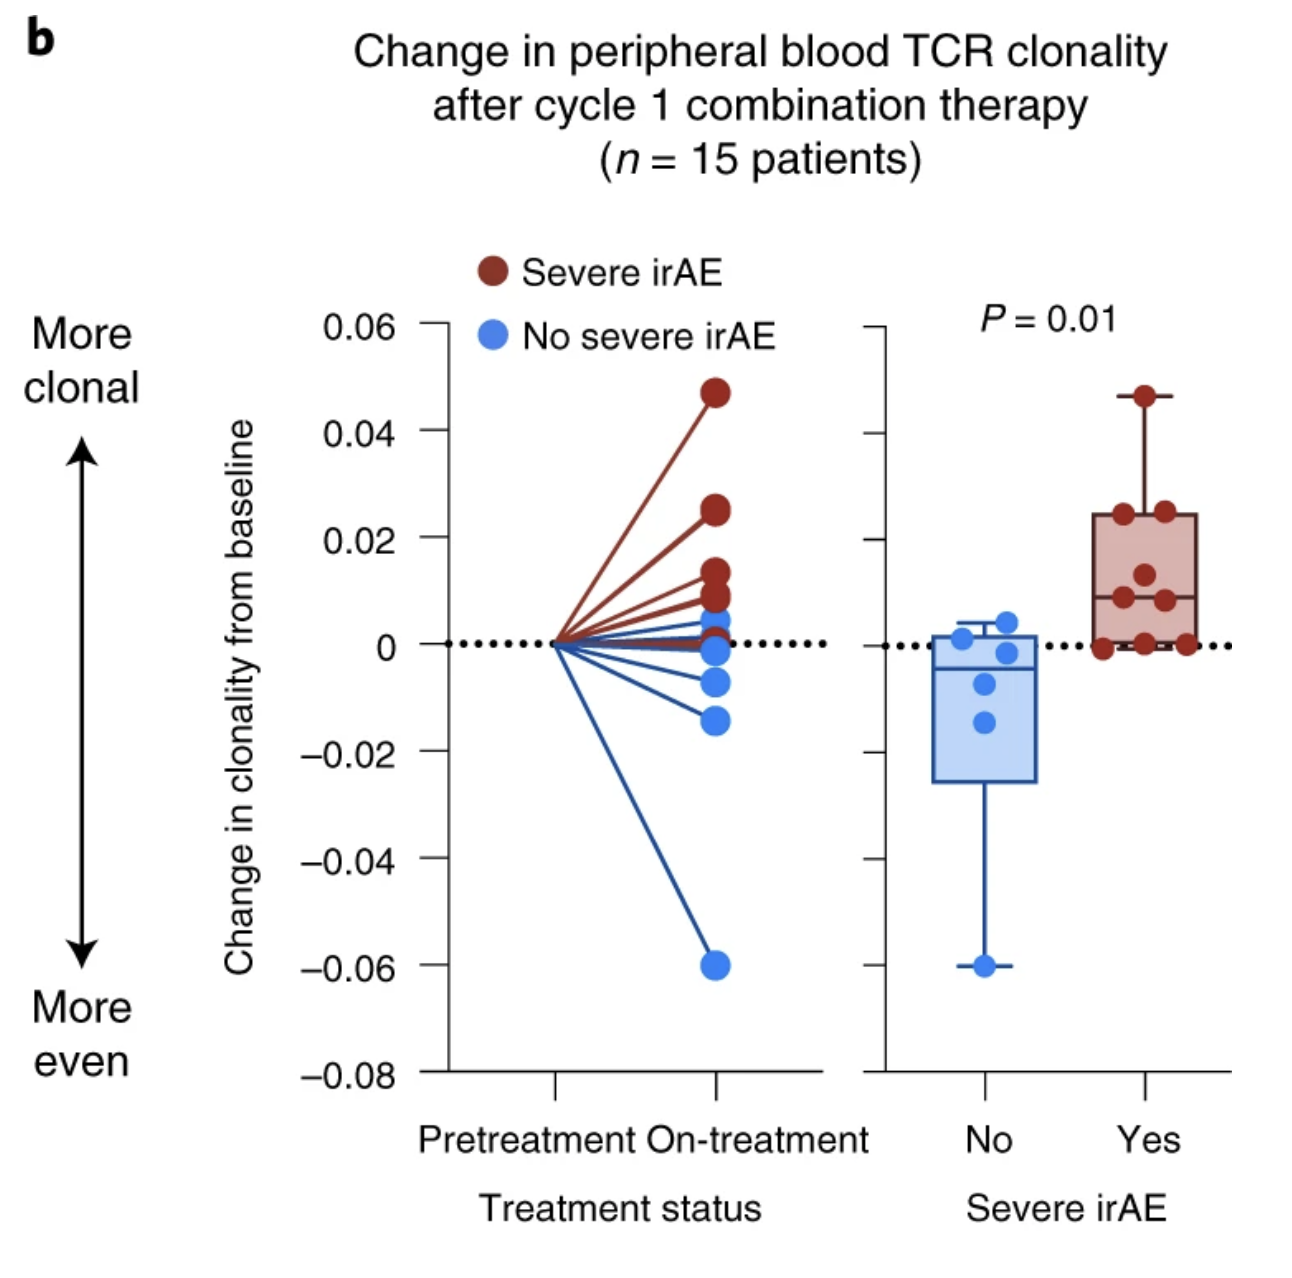 b
Change in peripheral blood TCR clonality
after cycle 1 combination therapy
(n = 15 patients)
Severe irAE
No severe irAE
P = 0.01
More
clonal
More
even
Change in clonality from baseline
0.06
0.04
0.02
0
–0.02
–0.04
–0.06
–0.08
Pretreatment On-treatment
Treatment status
No Yes
Severe irAE